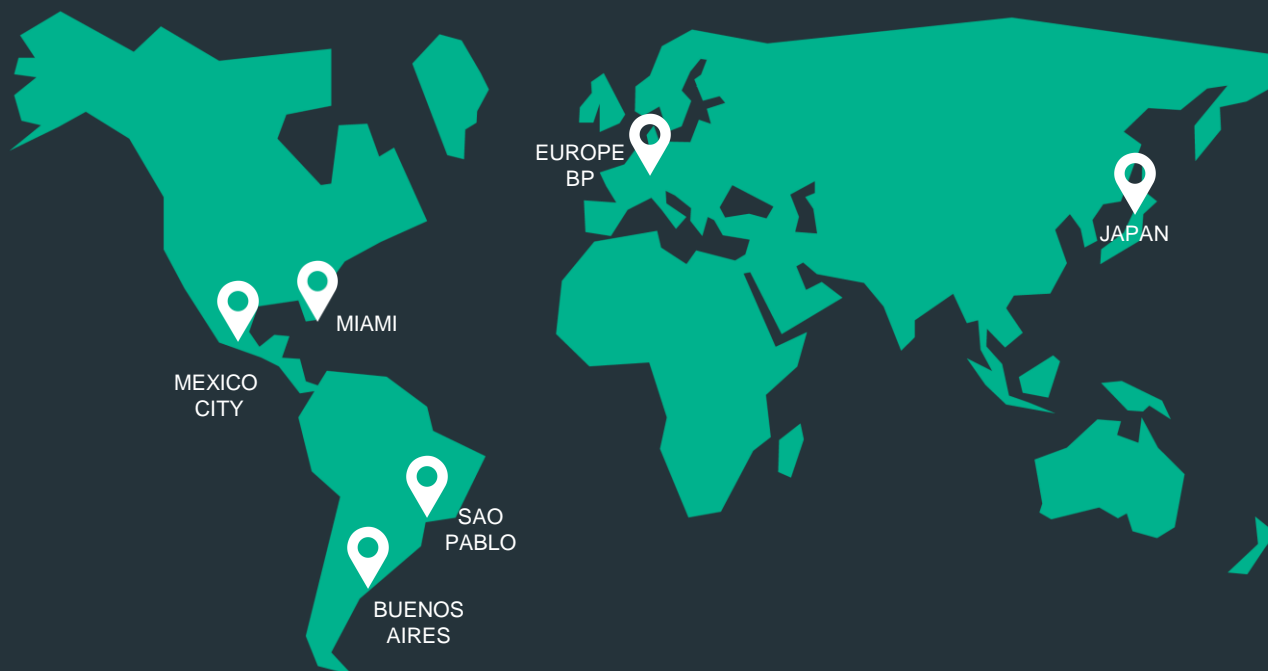 EUROPE
BP
JAPAN
MIAMI
MEXICO
CITY
SAO
PABLO
BUENOS
AIRES